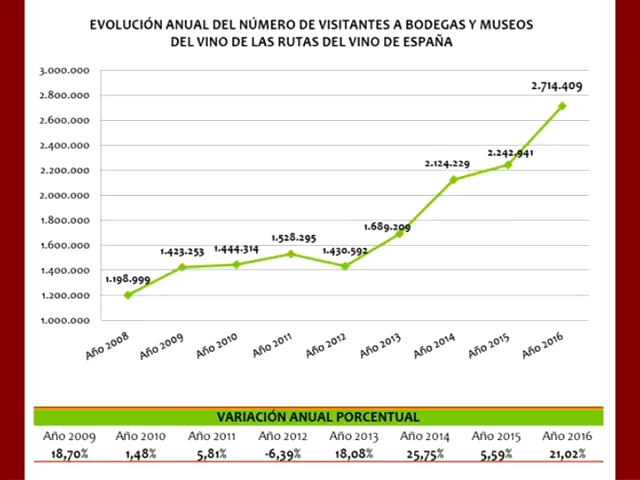 EVOLUCIÓN ANUAL DEL NÚMERO DE VISITANTES A BODEGAS Y MUSEOS
DEL VINO DE LAS RUTAS DEL VINO DE ESPAÑA
3.000.000
2.800.000
2.600.000
2.400.000
2.200.000
2.000.000
1.800.000
1.600.000
1.400.000
1.200.000
1.000.000
1.198.999
1.423.253
1.444.314
1.528.295
1.430.592
1.689.209
2.124.229
2.242.941
2.714.409
Año 2008
Año 2009
Año 2010
Año 2011
Año 2012
Año 2013
Año 2014
Año 2015
Año 2016
VARIACIÓN ANUAL PORCENTUAL
Año 2009 Año 2010 Año 2011 Año 2012 Año 2013 Año 2014 Año 2015 Año 2016
18,70% 1,48% 5,81% -6,39% 18,08% 25,75% 5,59% 21,02%